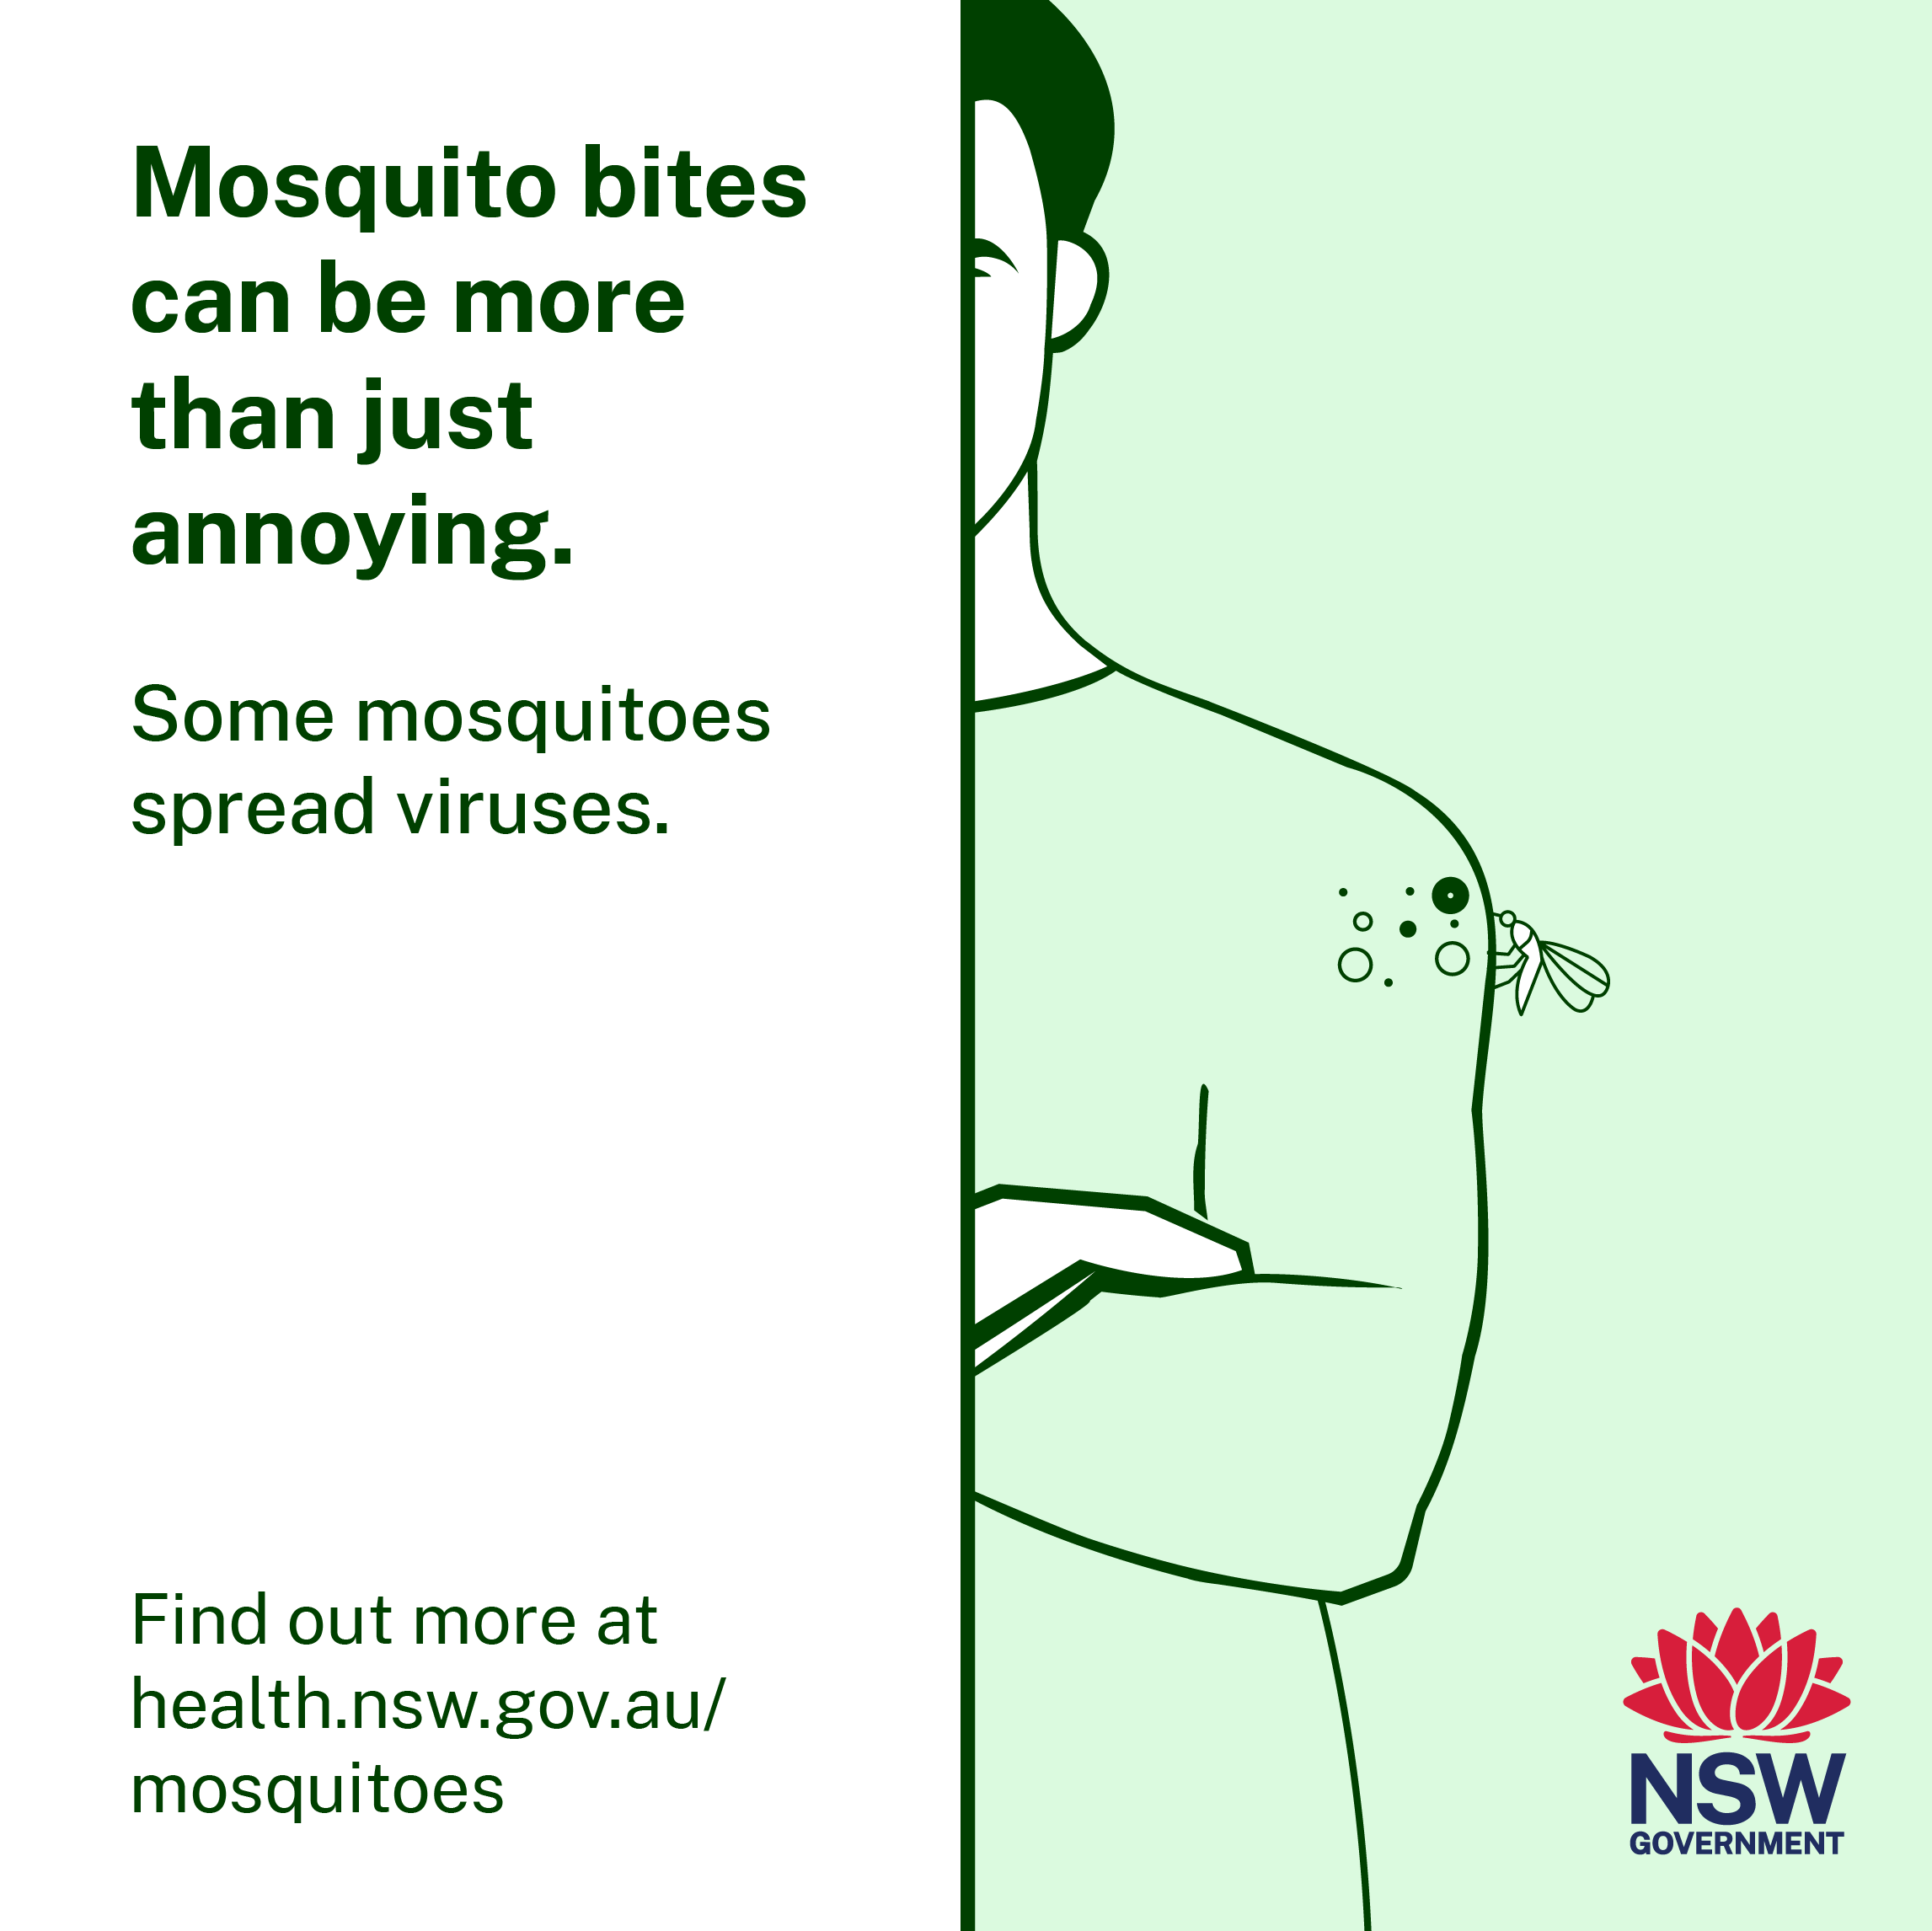 Mosquito bites
can be more
than just
annoying.
Some mosquitoes
spread viruses.
Find out more at
health.nsw.gov.au/
mosquitoes
NSW
GOVERNMENT